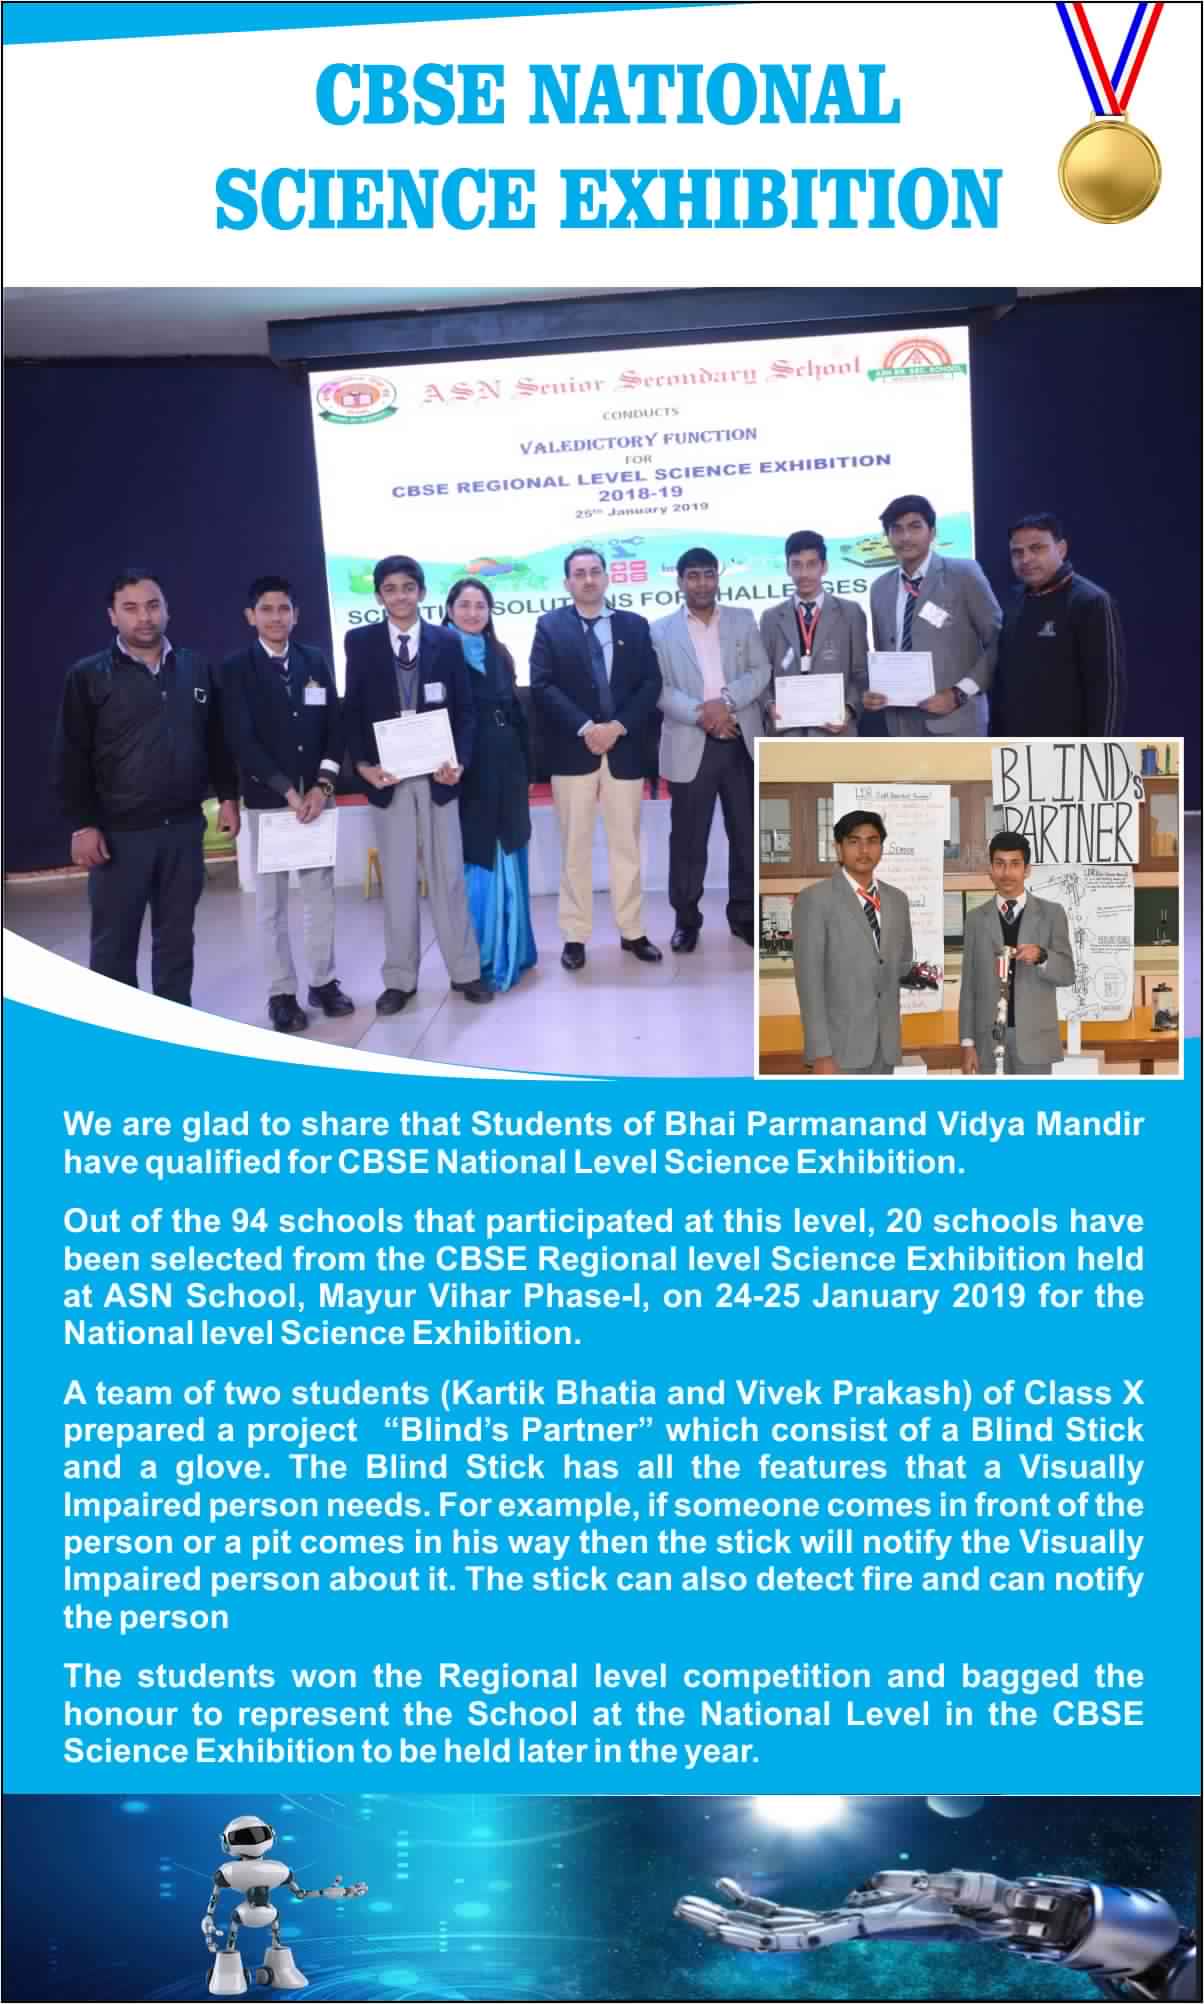 CBSE NATIONAL
SCIENCE EXHIBITION
ASN Senior Secondary School
ASN SR. SEC. SCHOOL
CONDUCTS
VALEDICTORY FUNCTION
FOR
CBSE REGIONAL LEVEL SCIENCE EXHIBITION
2018-19
25th January 2019
FOR CHALLENGES
BLIND's
PARTNER
LDR
We are glad to share that Students of Bhai Parmanand Vidya Mandir
have qualified for CBSE National Level Science Exhibition.
Out of the 94 schools that participated at this level, 20 schools have
been selected from the CBSE Regional level Science Exhibition held
at ASN School, Mayur Vihar Phase-I, on 24-25 January 2019 for the
National level Science Exhibition.
A team of two students (Kartik Bhatia and Vivek Prakash) of Class X
prepared a project “Blind’s Partner” which consist of a Blind Stick
and a glove. The Blind Stick has all the features that a Visually
Impaired person needs. For example, if someone comes in front of the
person or a pit comes in his way then the stick will notify the Visually
Impaired person about it. The stick can also detect fire and can notify
the person
The students won the Regional level competition and bagged the
honour to represent the School at the National Level in the CBSE
Science Exhibition to be held later in the year.